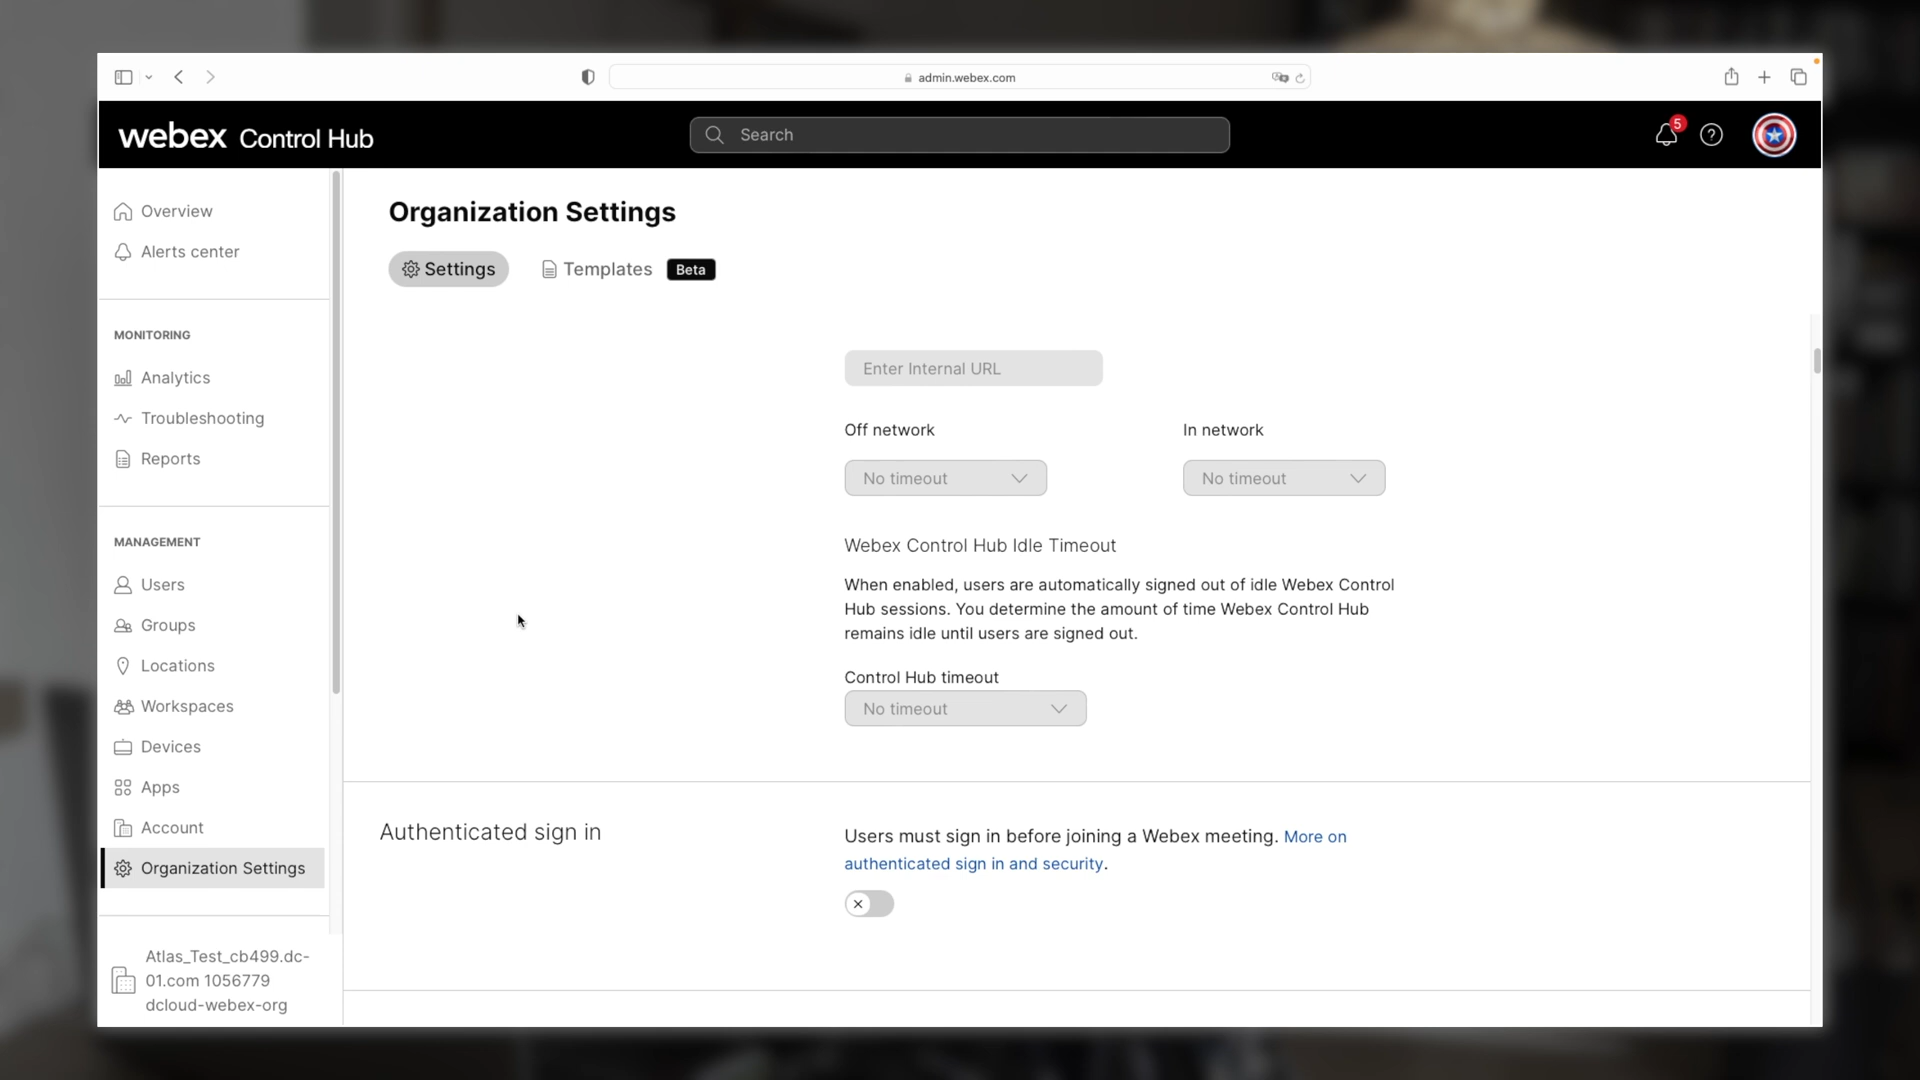 admin.webex.com
webex Control Hub
Search
5
Overview
Alerts center
MONITORING
Analytics
Troubleshooting
Reports
MANAGEMENT
Users
Groups
Locations
Workspaces
Devices
Apps
Account
Organization Settings
Atlas_Test_cb499.dc-
01.com 1056779
dcloud-webex-org
Organization Settings
Settings
Templates Beta
Enter Internal URL
Off network
In network
No timeout
No timeout
Webex Control Hub Idle Timeout
When enabled, users are automatically signed out of idle Webex Control
Hub sessions. You determine the amount of time Webex Control Hub
remains idle until users are signed out.
Control Hub timeout
No timeout
Authenticated sign in
Users must sign in before joining a Webex meeting. More on
authenticated sign in and security.